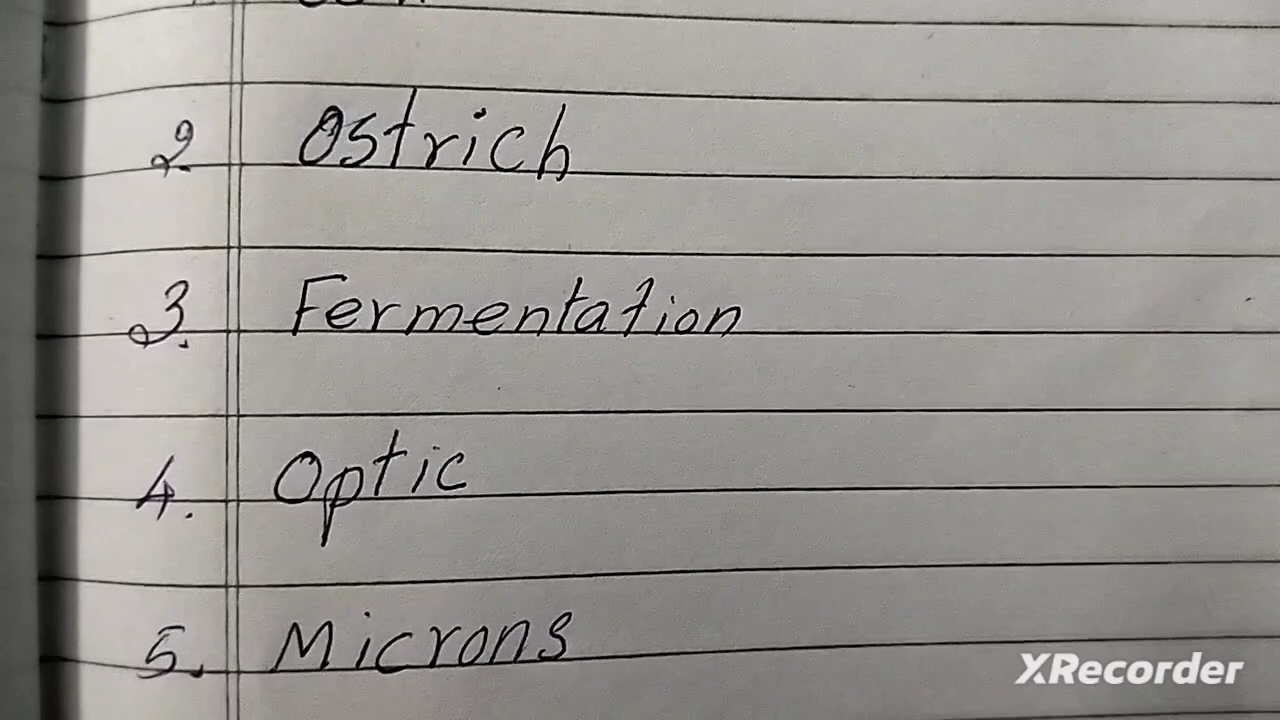 2. Ostrich
3. Fermentation
4. Optic
5. Microns
XRecorder